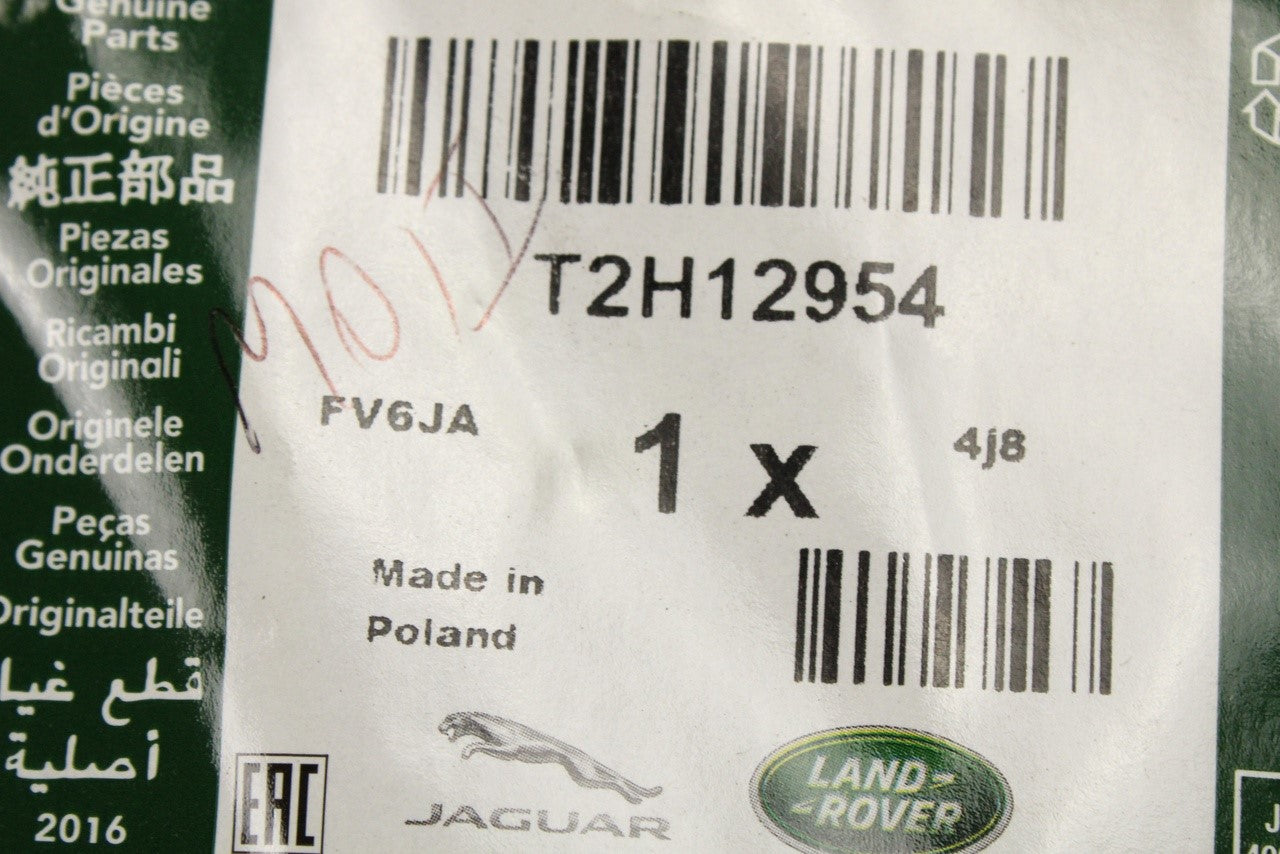 Genuine
Parts
Pièces
d'Origine
純正部品
Piezas
Originales
Ricambi
Originali
Originele
Onderdelen
Peças
Genuinas
Originalteile
قطع غيار
أصلية
2016
T2H12954
FV6JA
1 x
4j8
Made in
Poland
EAC
JAGUAR
LAND-
-ROVER